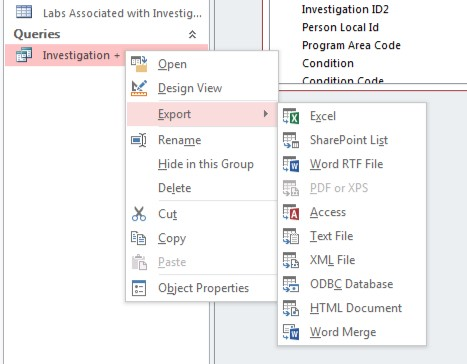 Labs Associated with Investig...
Queries
Investigation +
Open
Design View
Export
Rename
Hide in this Group
Delete
Cut
Copy
Paste
Object Properties
Excel
SharePoint List
Word RTF File
PDF or XPS
Access
Text File
XML File
ODBC Database
HTML Document
Word Merge
Investigation ID2
Person Local Id
Program Area Code
Condition
Condition Code